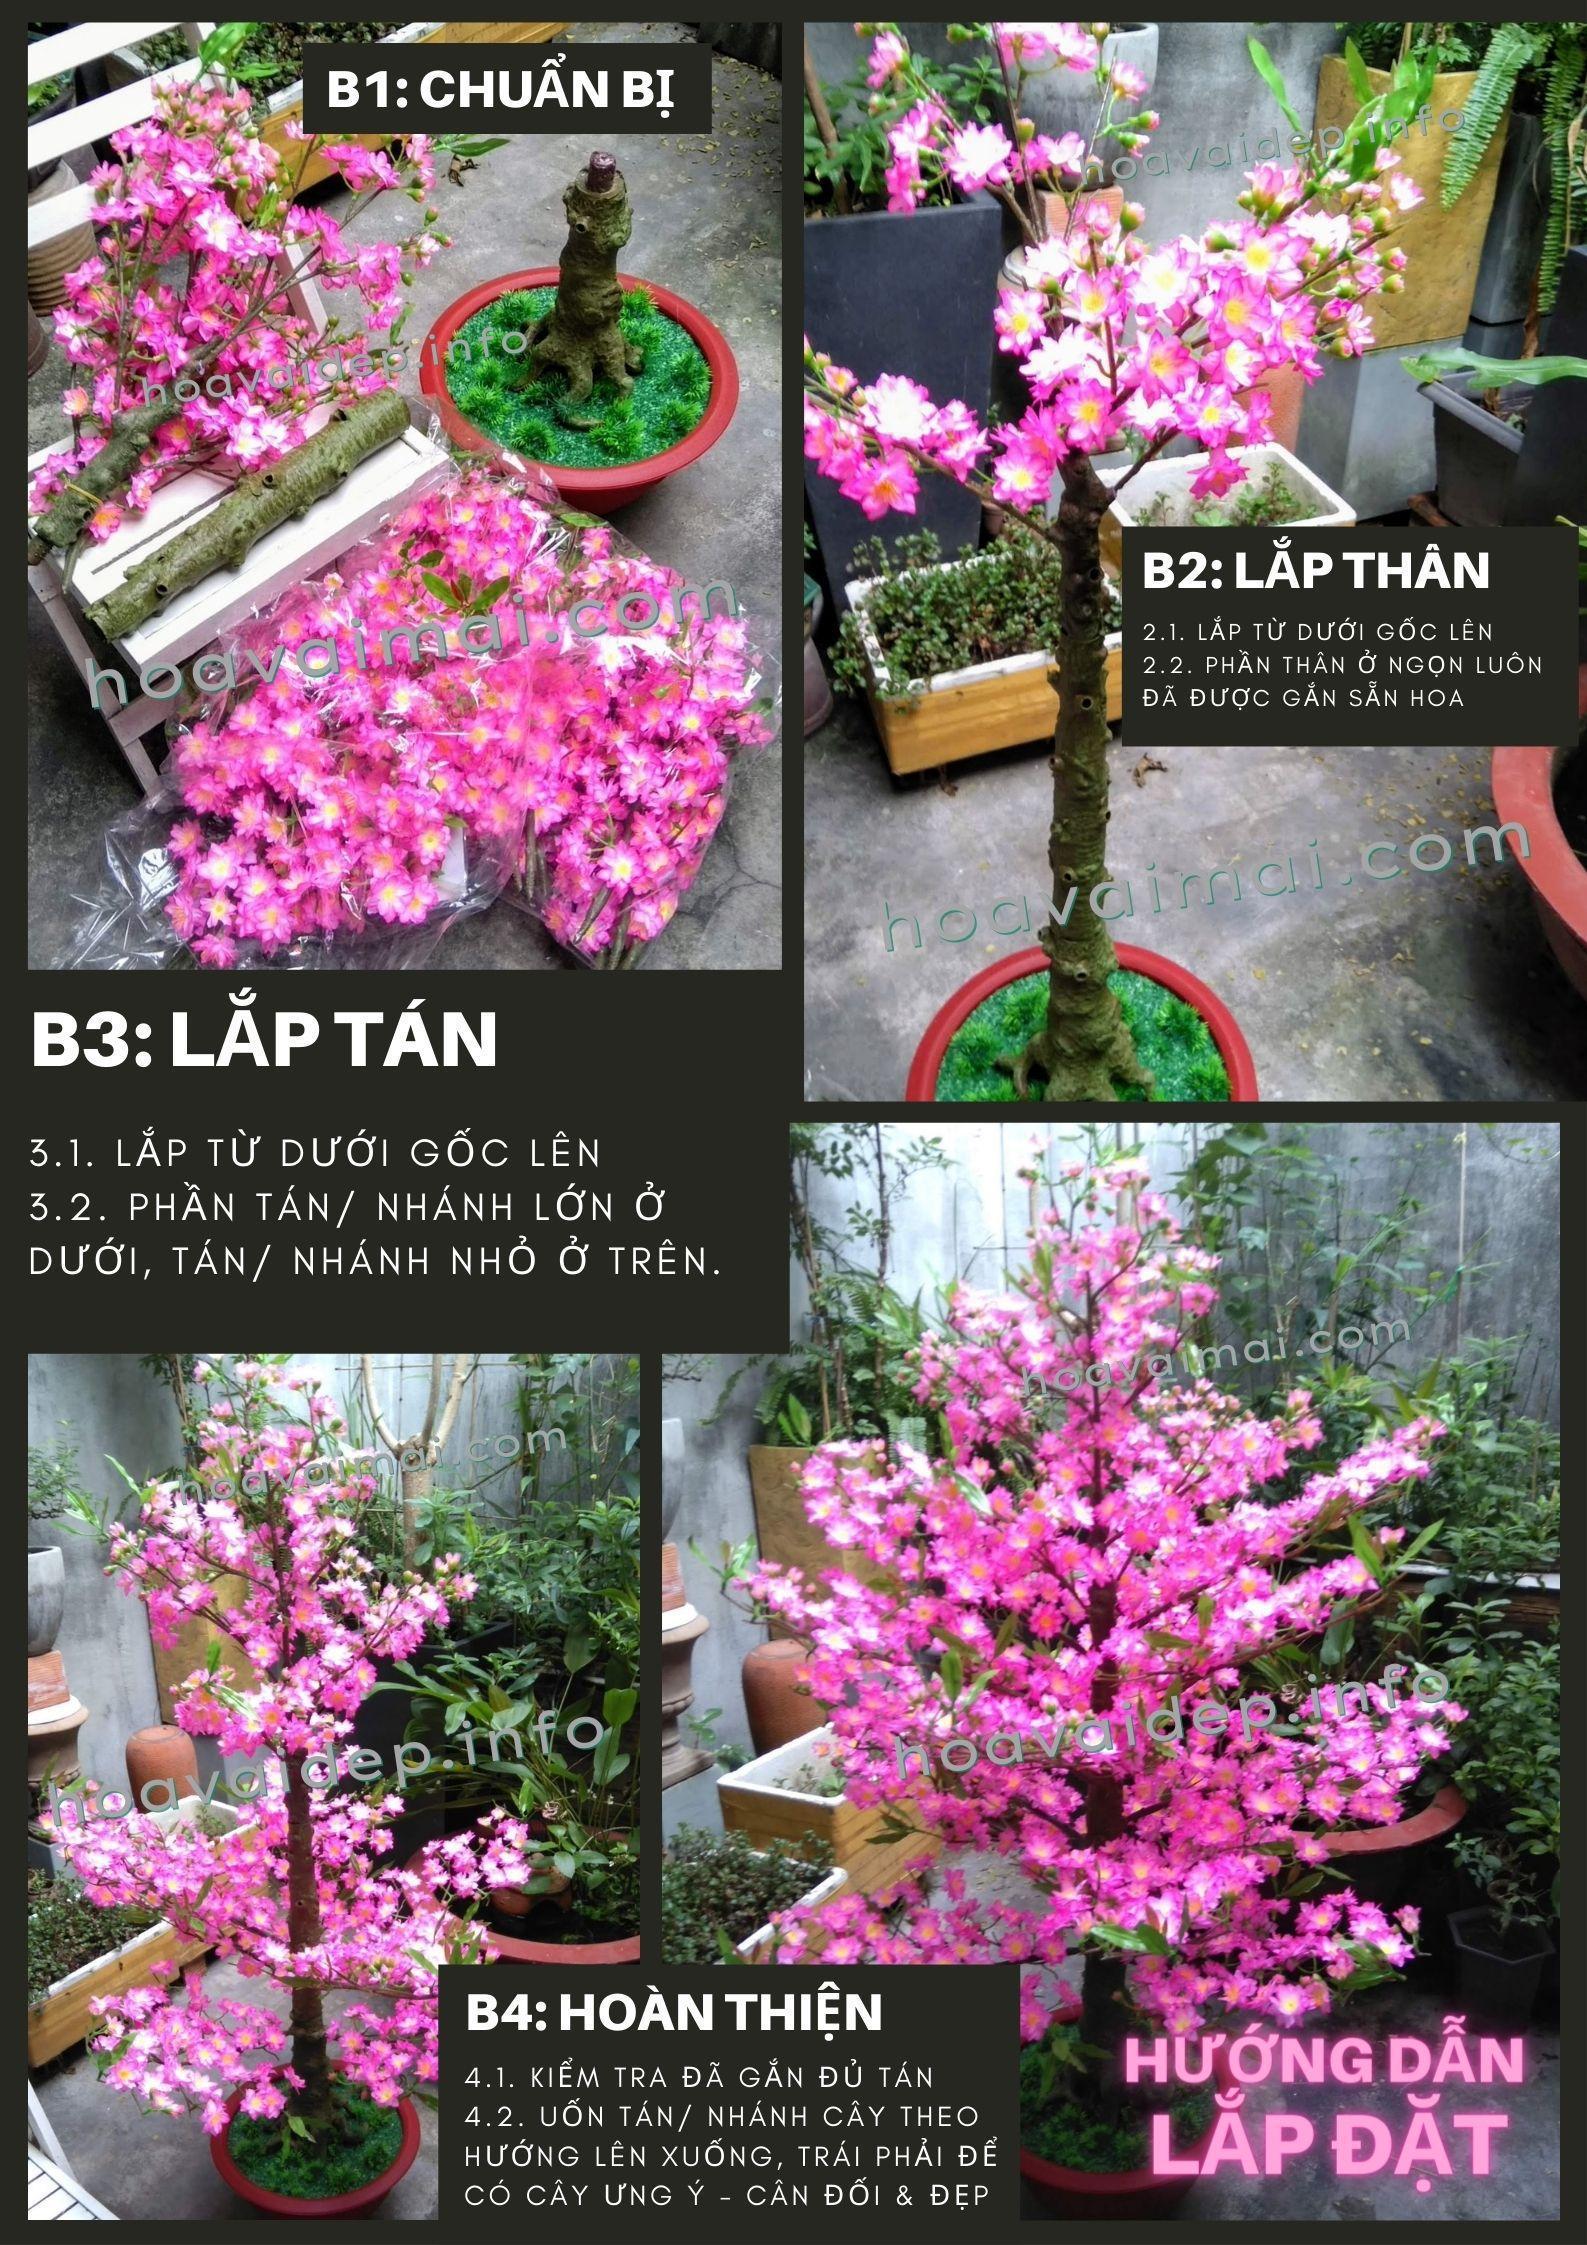 B1: CHUẨN BỊ
hoavaidep.info
hoavaimai.com
hoavaidep.info
B2: LẮP THÂN
2.1. LẮP TỪ DƯỚI GỐC LÊN
2.2. PHẦN THÂN Ở NGỌN LUÔN
ĐÃ ĐƯỢC GẮN SẴN HOA
hoavaimai.com
B3: LẮP TÁN
3.1. LẮP TỪ DƯỚI GỐC LÊN
3.2. PHẦN TÁN/ NHÁNH LỚN Ở
DƯỚI, TÁN/ NHÁNH NHỎ Ở TRÊN.
hoavaimai.com
hoavaidep.info
hoavaimai.com
hoavaidep.info
B4: HOÀN THIỆN
4.1. KIỂM TRA ĐÃ GẮN ĐỦ TÁN
4.2. UỐN TÁN/ NHÁNH CÂY THEO
HƯỚNG LÊN XUỐNG, TRÁI PHẢI ĐỂ
CÓ CÂY ƯNG Ý – CÂN ĐỐI & ĐẸP
HƯỚNG DẪN
LẮP ĐẶT